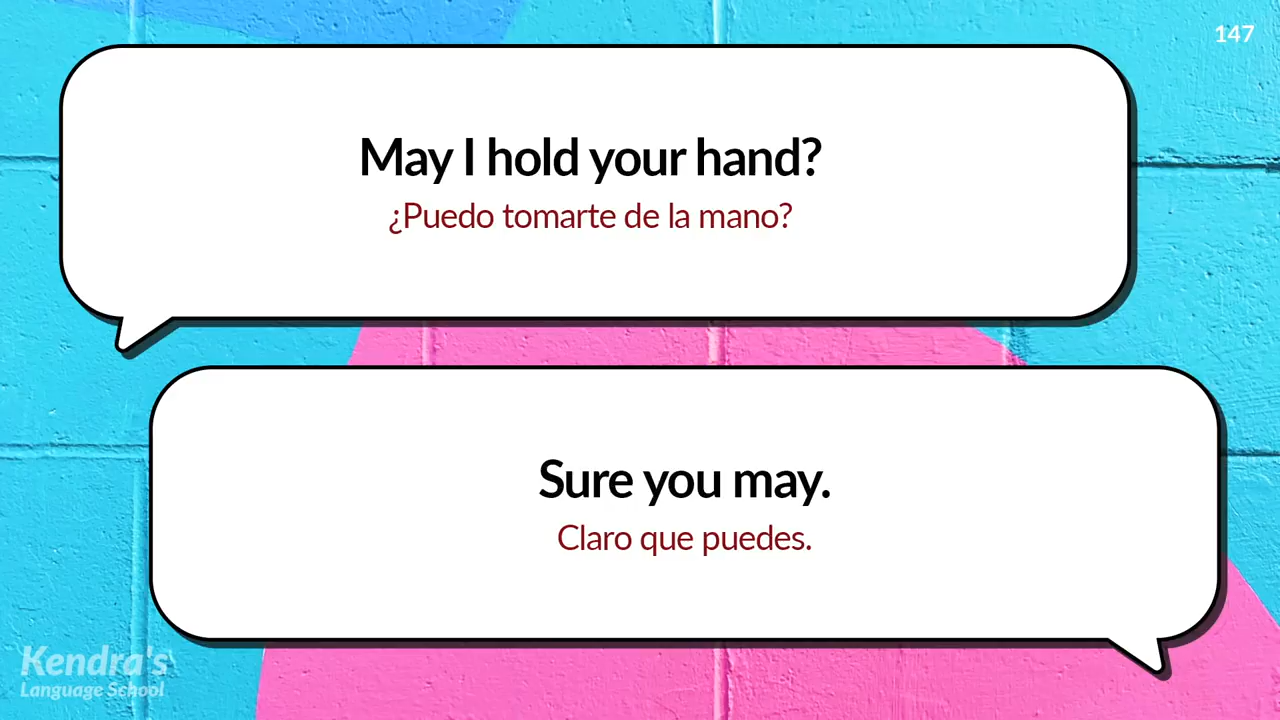 147
May I hold your hand?
¿Puedo tomarte de la mano?
Sure you may.
Claro que puedes.
Kendra's
Language School